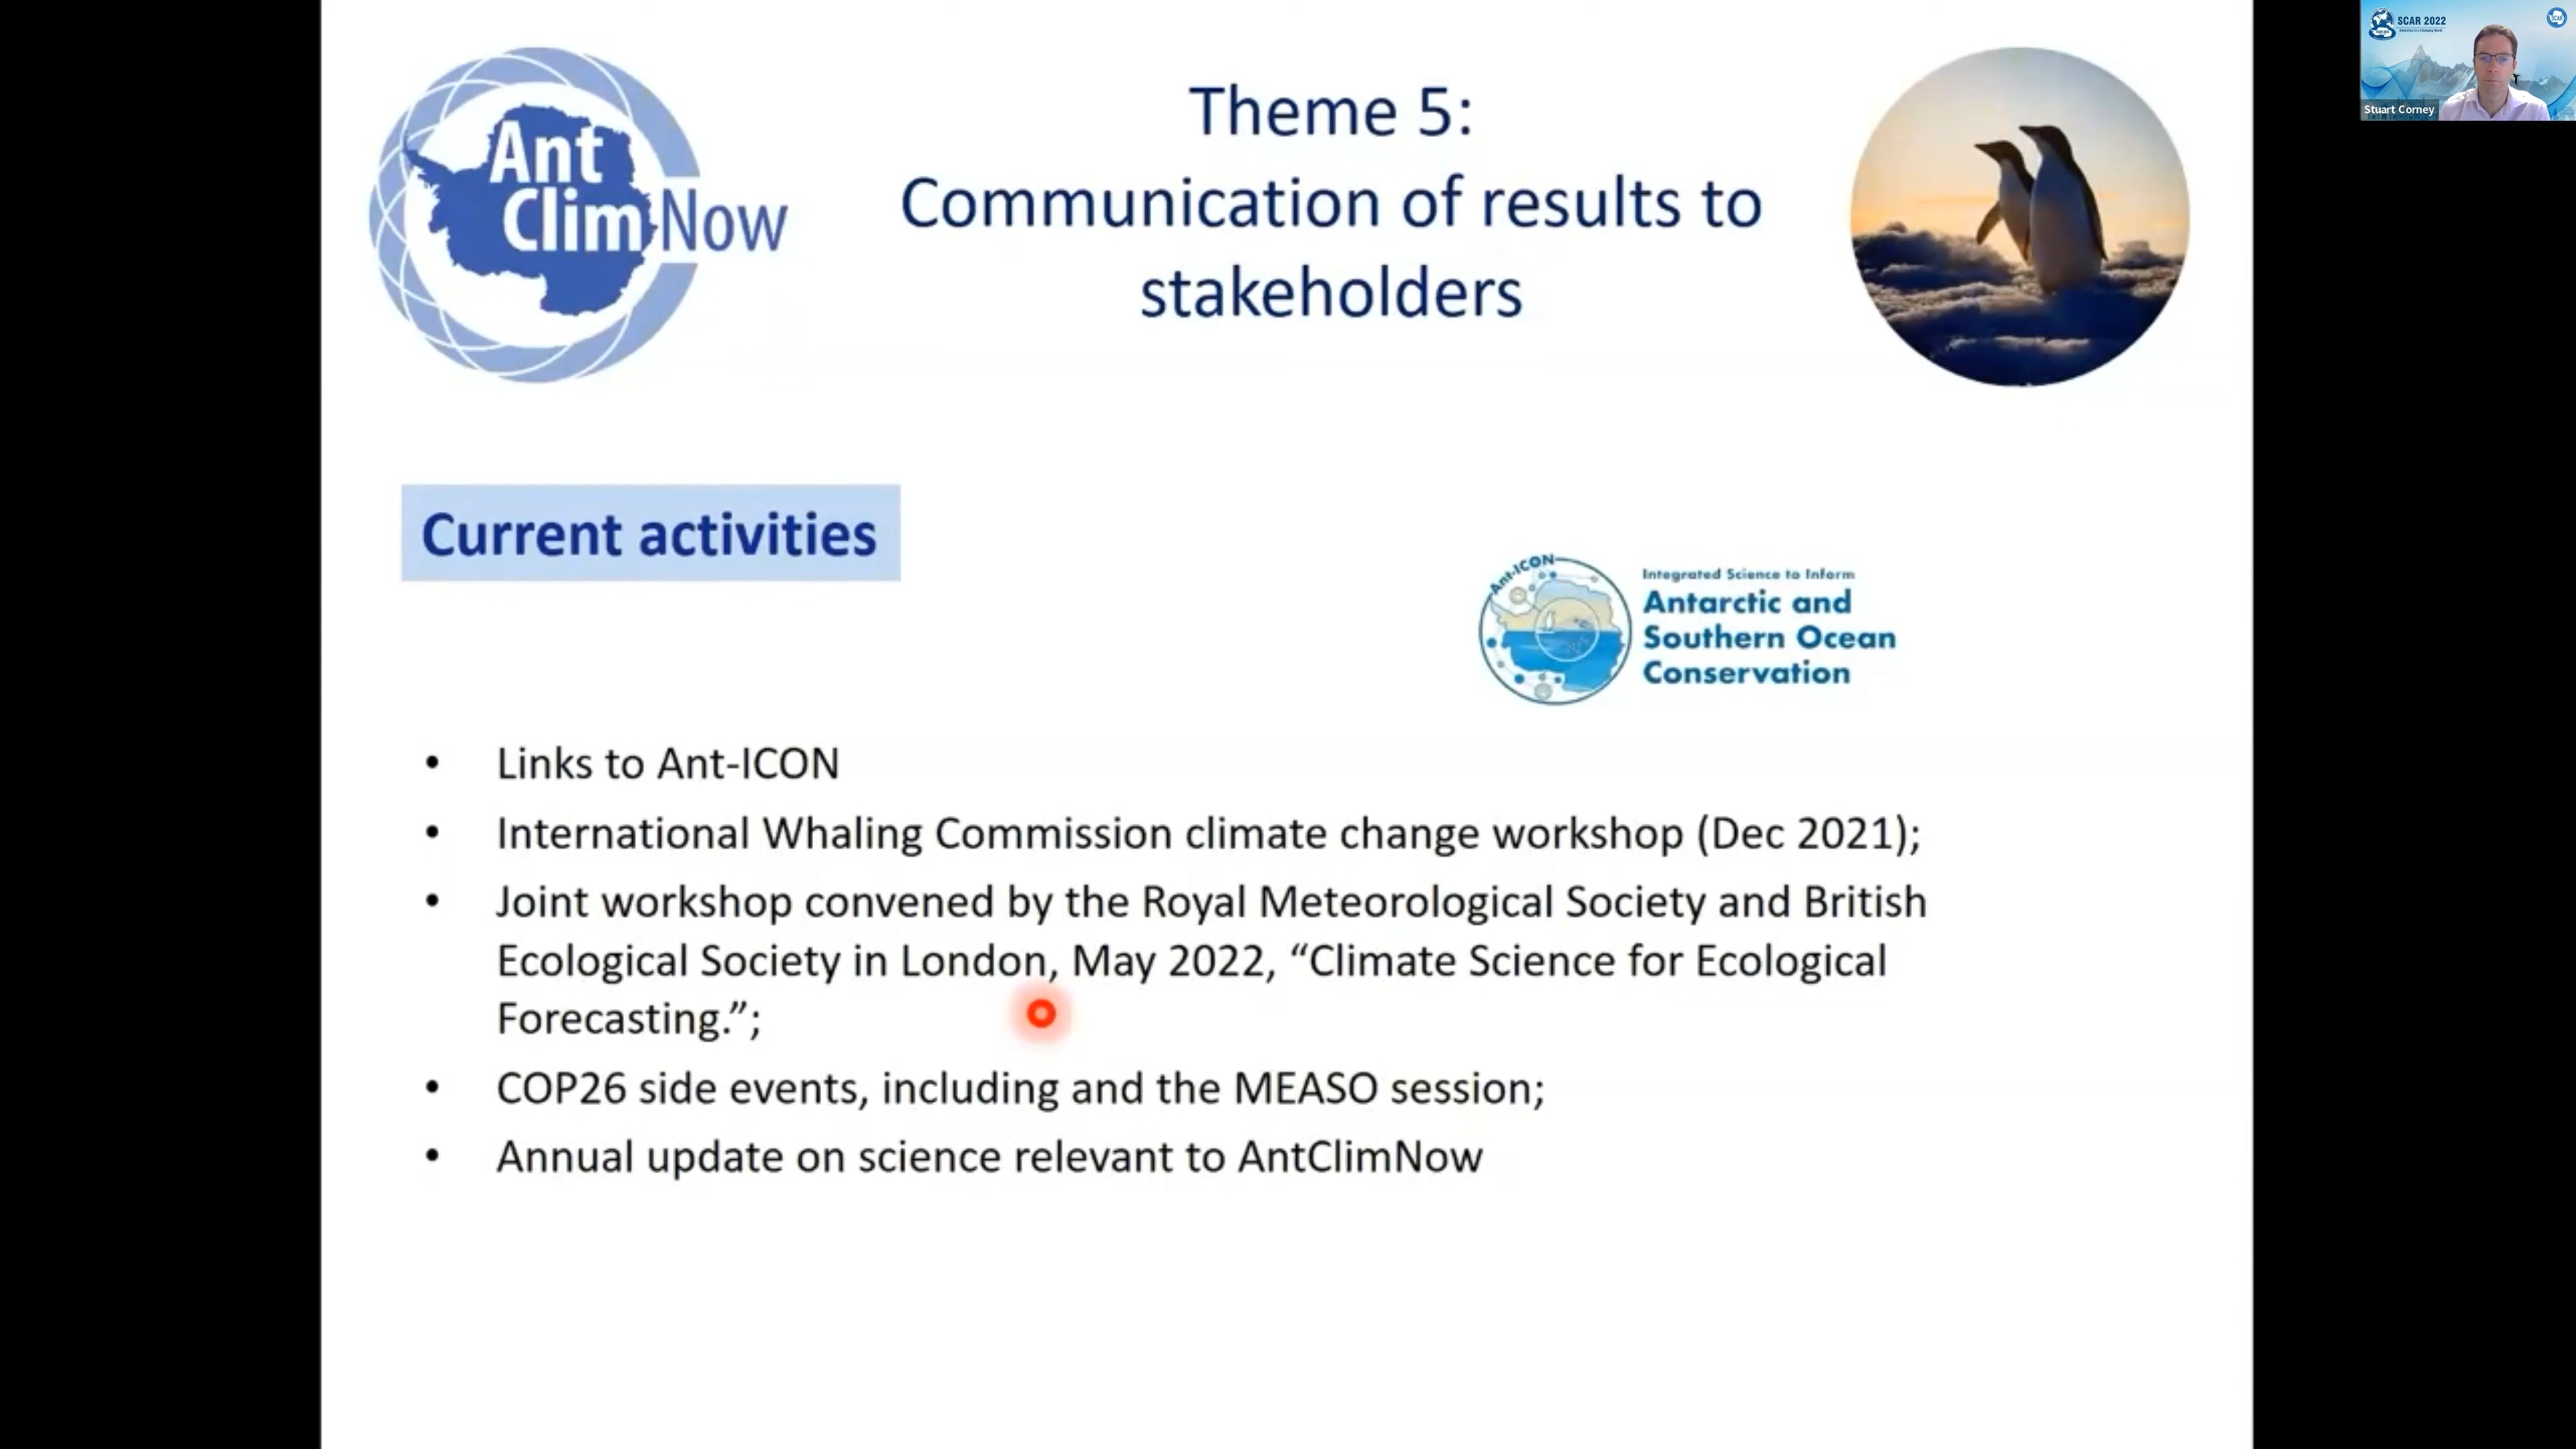 SCAR 2022
Stuart Corney
Ant
Clim Now
Theme 5:
Communication of results to
stakeholders
Current activities
Ant-ICON
Integrated Science to Inform
Antarctic and
Southern Ocean
Conservation
• Links to Ant-ICON
• International Whaling Commission climate change workshop (Dec 2021);
• Joint workshop convened by the Royal Meteorological Society and British
Ecological Society in London, May 2022, “Climate Science for Ecological
Forecasting.”;
• COP26 side events, including and the MEASO session;
• Annual update on science relevant to AntClimNow